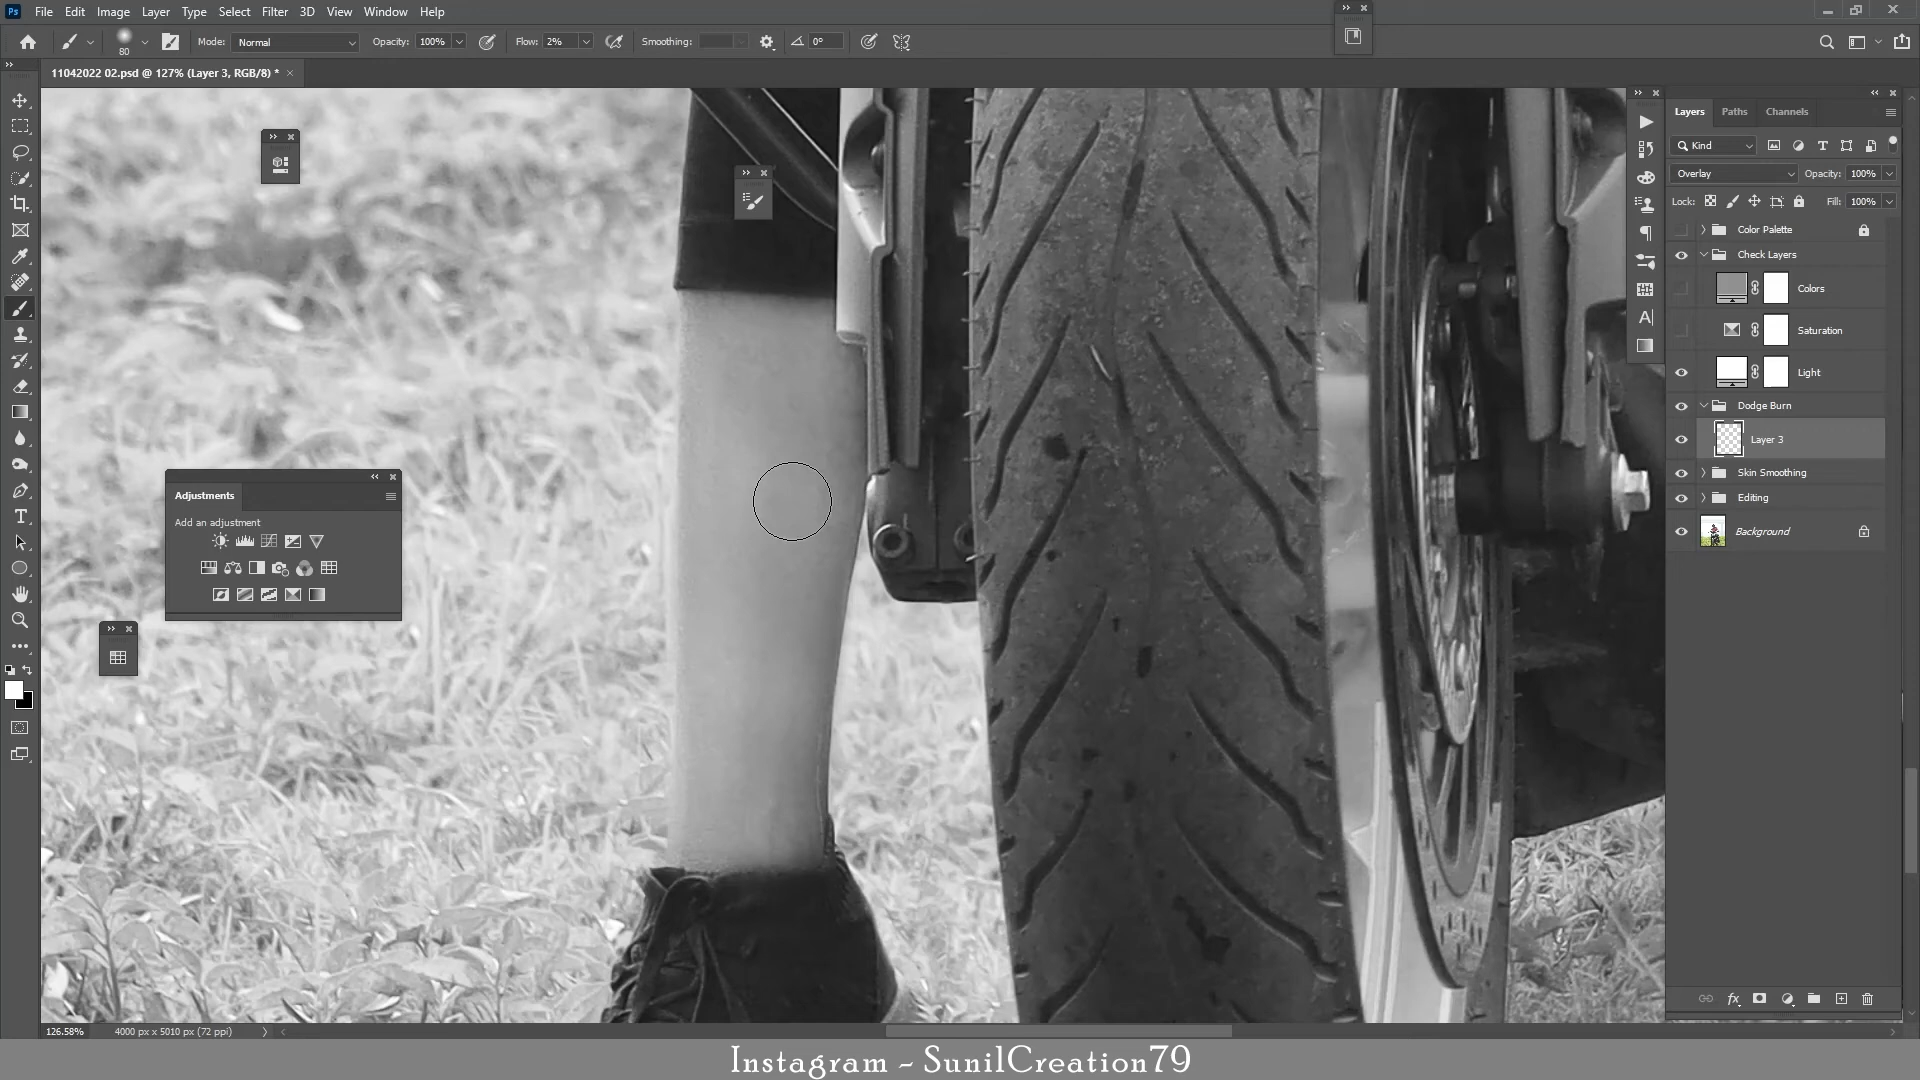 Ps File Edit Image Layer Type Select Filter 3D View Window Help
80 Mode: Normal Opacity: 100% Flow: 2% Smoothing: 0°
11042022 02.psd @ 127% (Layer 3, RGB/8) *
Layers Paths Channels
Kind
Overlay Opacity: 100%
Lock: Fill: 100%
Color Palette
Check Layers
Colors
Saturation
Light
Dodge Burn
Layer 3
Skin Smoothing
Editing
Background
Adjustments
Add an adjustment
126.58% 4000 px x 5010 px (72 ppi)
Instagram - SunilCreation79